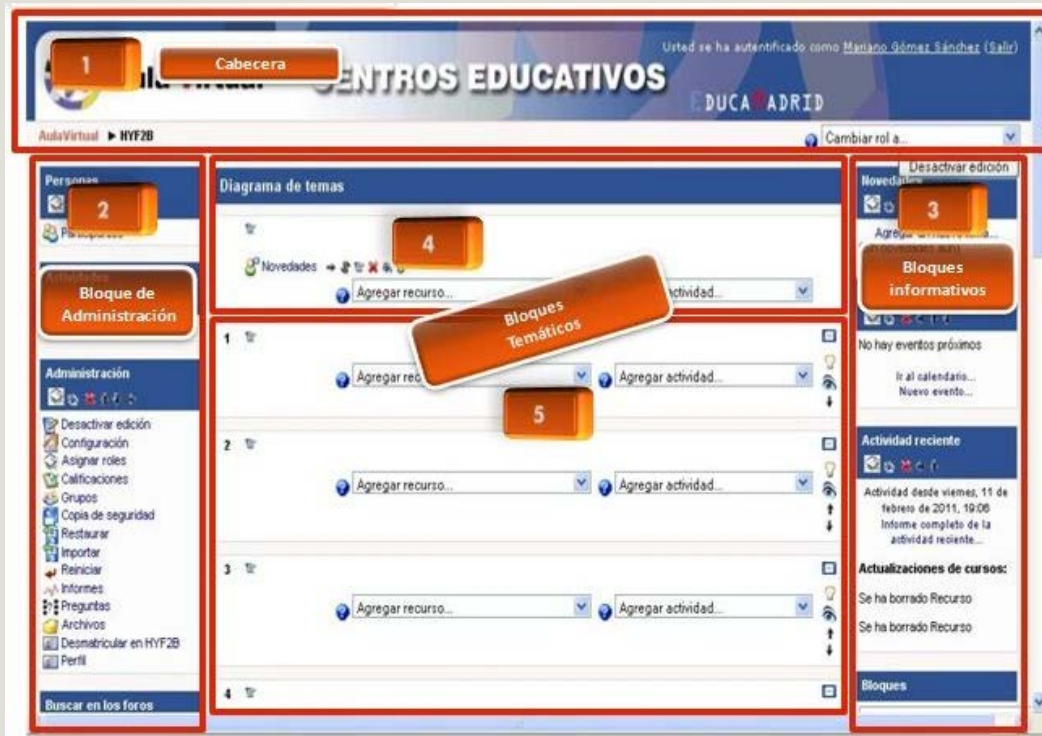 Usted se ha autentificado como Mariano Gómez Sánchez (Salir)
1
Cabecera
Virtual
CENTROS EDUCATIVOS
EDUCAMADRID
AulaVirtual ► HYF2B
Cambiar rol a...
Desactivar edición
Personas
2
Participantes
Actividades
Bloque de
Administración
Administración
Desactivar edición
Configuración
Asignar roles
Calificaciones
Grupos
Copia de seguridad
Restaurar
Importar
Reiniciar
Informes
Preguntas
Archivos
Desmatricular en HYF2B
Perfil
Buscar en los foros
Diagrama de temas
4
Novedades
Agregar recurso...
actividad...
Bloques
Temáticos
1
Agregar
Agregar actividad...
5
2
Agregar recurso...
Agregar actividad...
3
Agregar recurso...
Agregar actividad...
4
Novedades
3
Agregar
Bloques
informativos
No hay eventos próximos
Ir al calendario...
Nuevo evento...
Actividad reciente
Actividad desde viernes, 11 de
febrero de 2011, 19:06
Informe completo de la
actividad reciente...
Actualizaciones de cursos:
Se ha borrado Recurso
Se ha borrado Recurso
Bloques